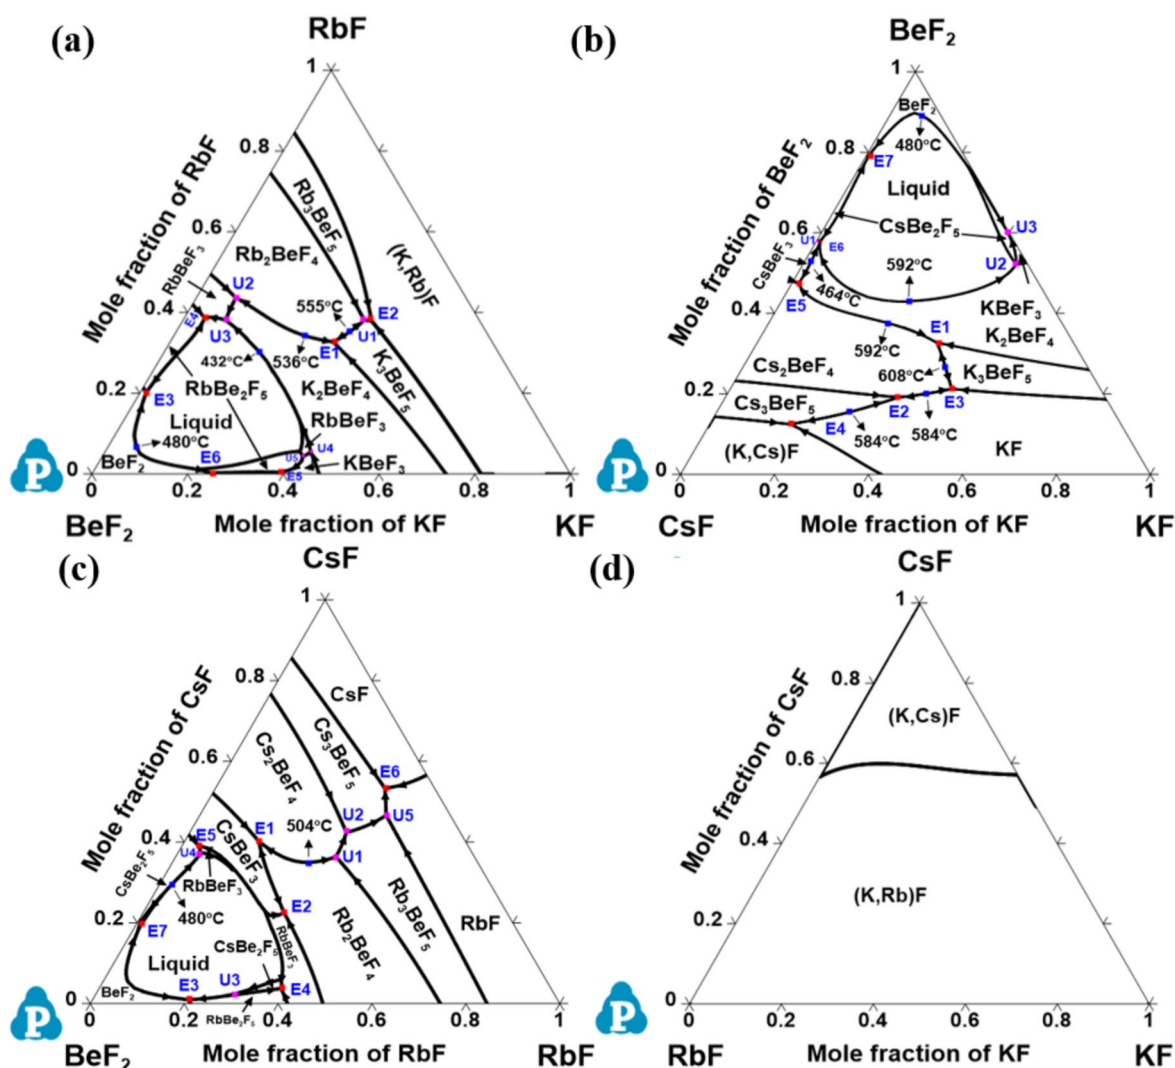 (a)
RbF
1
0.8
0.6
0.4
0.2
0
Mole fraction of RbF
Rb₃BeF₅
(K,Rb)F
Rb₂BeF₄
RbBeF₃
U2
555°C
E2
E4
U3
U1
432°C
536°C
E1
K₃BeF₅
RbBe₂F₅
K₂BeF₄
E3
Liquid
RbBeF₃
480°C
BeF₂
E6
U5
U4
E5
KBeF₃
0
0.2
0.4
0.6
0.8
1
BeF₂
Mole fraction of KF
KF
P
(b)
BeF₂
1
0.8
0.6
0.4
0.2
0
Mole fraction of BeF₂
BeF₂
480°C
E7
Liquid
CsBe₂F₅
U3
U1
E6
CsBeF₃
592°C
U2
464°C
E5
KBeF₃
E1
K₂BeF₄
592°C
608°C
Cs₂BeF₄
K₃BeF₅
Cs₃BeF₅
E2
E3
E4
584°C
584°C
(K,Cs)F
KF
0
0.2
0.4
0.6
0.8
1
CsF
Mole fraction of KF
KF
P
(c)
CsF
1
0.8
0.6
0.4
0.2
0
Mole fraction of CsF
CsF
Cs₃BeF₅
Cs₂BeF₄
E6
504°C
U2
U5
E1
U1
E5
U4
CsBeF₃
CsBe₂F₅
RbBeF₃
480°C
E7
E2
RbBeF₃
Rb₂BeF₄
Rb₃BeF₅
RbF
CsBe₂F₅
Liquid
BeF₂
E3
U3
E4
RbBe₂F₅
0
0.2
0.4
0.6
0.8
1
BeF₂
Mole fraction of RbF
RbF
P
(d)
CsF
1
0.8
0.6
0.4
0.2
0
Mole fraction of CsF
(K,Cs)F
(K,Rb)F
0
0.2
0.4
0.6
0.8
1
RbF
Mole fraction of KF
KF
P